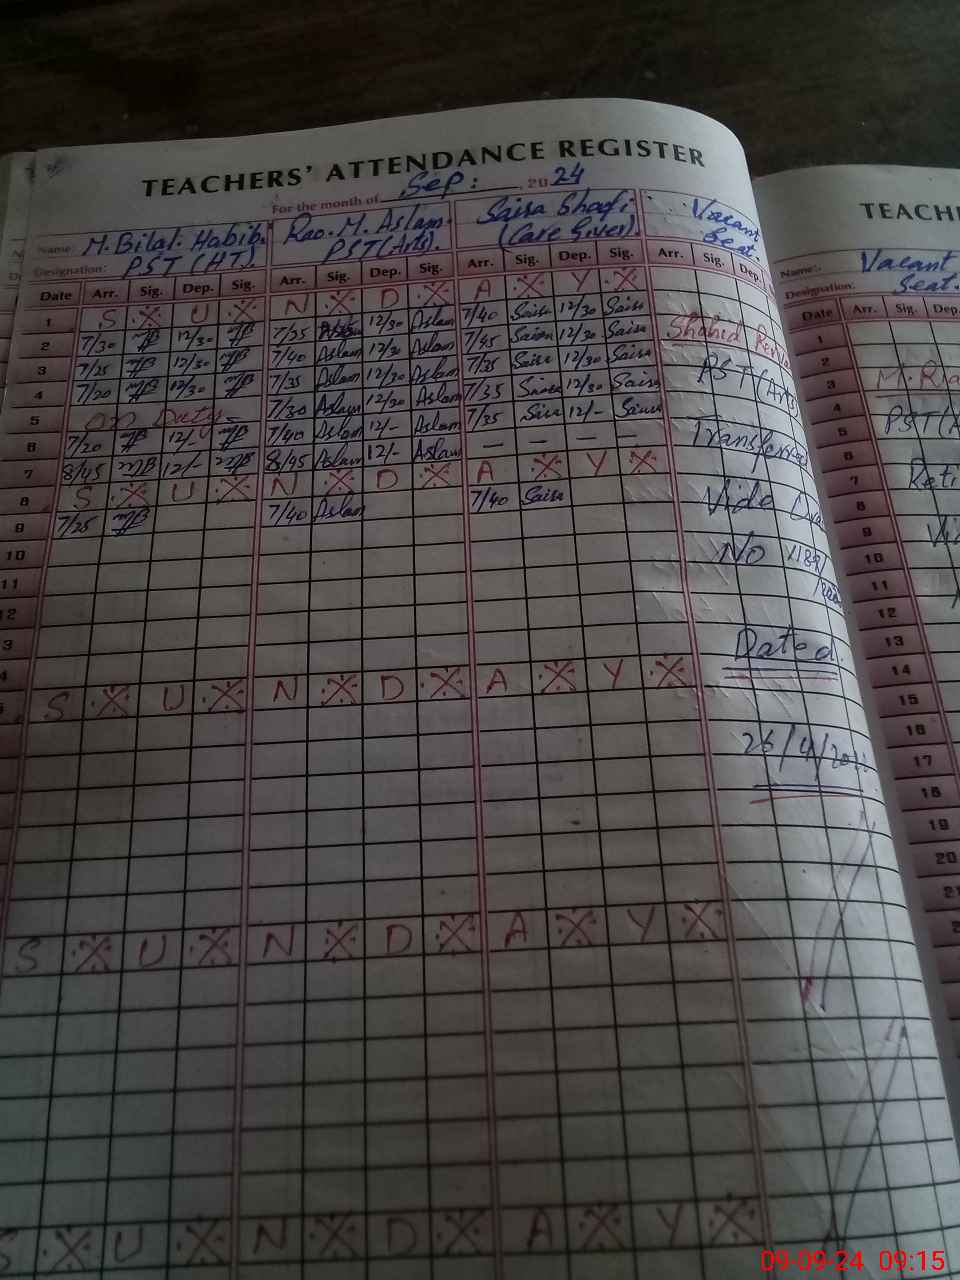 TEACHERS' ATTENDANCE REGISTER
For the month of Sep: , 20 24
Name: M. Bilal Habib. Rao. M. Aslam. Saira Shafi. Vacant
Designation: PST (HT) PST (Arts). (Care Giver). Seat.
Date Arr. Sig. Dep. Sig. Arr. Sig. Dep. Sig. Arr. Sig. Dep. Sig. Arr. Sig. Dep.
1 S U N D A Y
2 7/30 12/30 7/25 Aslam 12/30 Aslam 7/40 Saira 12/30 Saira
3 7/25 12/30 7/40 Aslam 12/30 Aslam 7/45 Saira 12/30 Saira Shahid
4 7/20 12/30 7/35 Aslam 12/30 Aslam 7/35 Saira 12/30 Saira PST (Arts)
5 on Duty 7/30 Aslam 12/30 Aslam 7/35 Saira 12/30 Saira
6 7/20 12/- 7/40 Aslam 12/- Aslam 7/35 Saira 12/- Saira
7 8/45 12/- 8/45 Aslam 12/- Aslam — — — —
8 S U N D A Y
9 7/25 7/40 Aslam 7/40 Saira
Vide
10
No
11
12
3
Dated.
4
5 S U N D A Y
26/4/
S U N D A Y
S U N D A Y
TEACH
Name: Vacant
Designation: Seat.
Date Arr. Sig. Dep.
1
2
3
4
5 PST
6
7
8
9
10
11
12
13
14
15
16
17
18
19
20
09-09-24 09:15